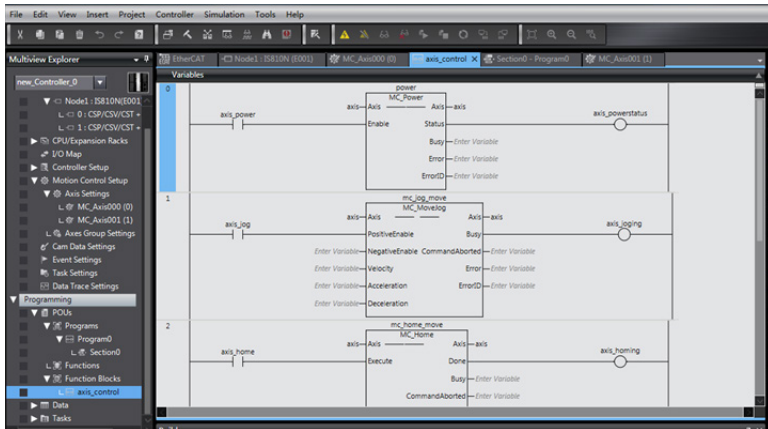 File Edit View Insert Project Controller Simulation Tools Help
Multiview Explorer
EtherCAT Node1 : IS810N (E001) MC_Axis000 (0) axis_control X Section0 - Program0 MC_Axis001 (1)
Variables
new_Controller_0
Node1 : IS810N(E001
0 : CSP/CSV/CST
1 : CSP/CSV/CST
CPU/Expansion Racks
I/O Map
Controller Setup
Motion Control Setup
Axis Settings
MC_Axis000 (0)
MC_Axis001 (1)
Axes Group Settings
Cam Data Settings
Event Settings
Task Settings
Data Trace Settings
Programming
POUs
Programs
Program0
Section0
Functions
Function Blocks
axis_control
Data
Tasks
0
power
MC_Power
axis Axis Axis axis
axis_power Enable Status axis_powerstatus
Busy Enter Variable
Error Enter Variable
ErrorID Enter Variable
1
mc_jog_move
MC_MoveJog
axis Axis Axis axis
axis_jog PositiveEnable Busy axis_joging
Enter Variable NegativeEnable CommandAborted Enter Variable
Enter Variable Velocity Error Enter Variable
Enter Variable Acceleration ErrorID Enter Variable
Enter Variable Deceleration
2
mc_home_move
MC_Home
axis Axis Axis axis
axis_home Execute Done axis_homing
Busy Enter Variable
CommandAborted Enter Variable